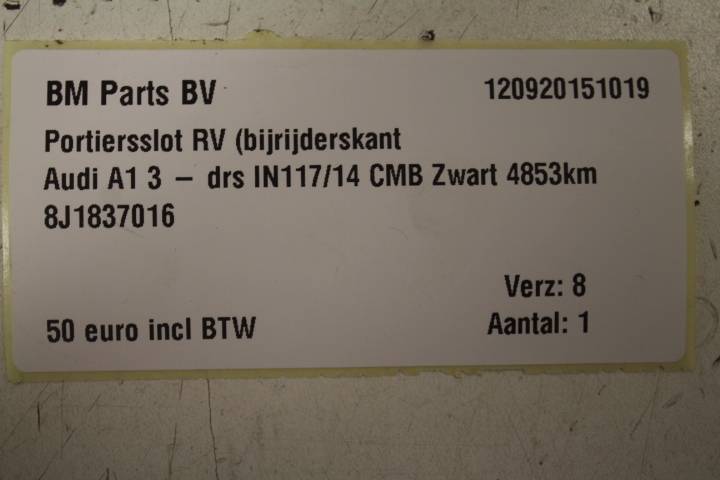 BM Parts BV 120920151019
Portiersslot RV (bijrijderskant
Audi A1 3 – drs IN117/14 CMB Zwart 4853km
8J1837016
Verz: 8
50 euro incl BTW Aantal: 1